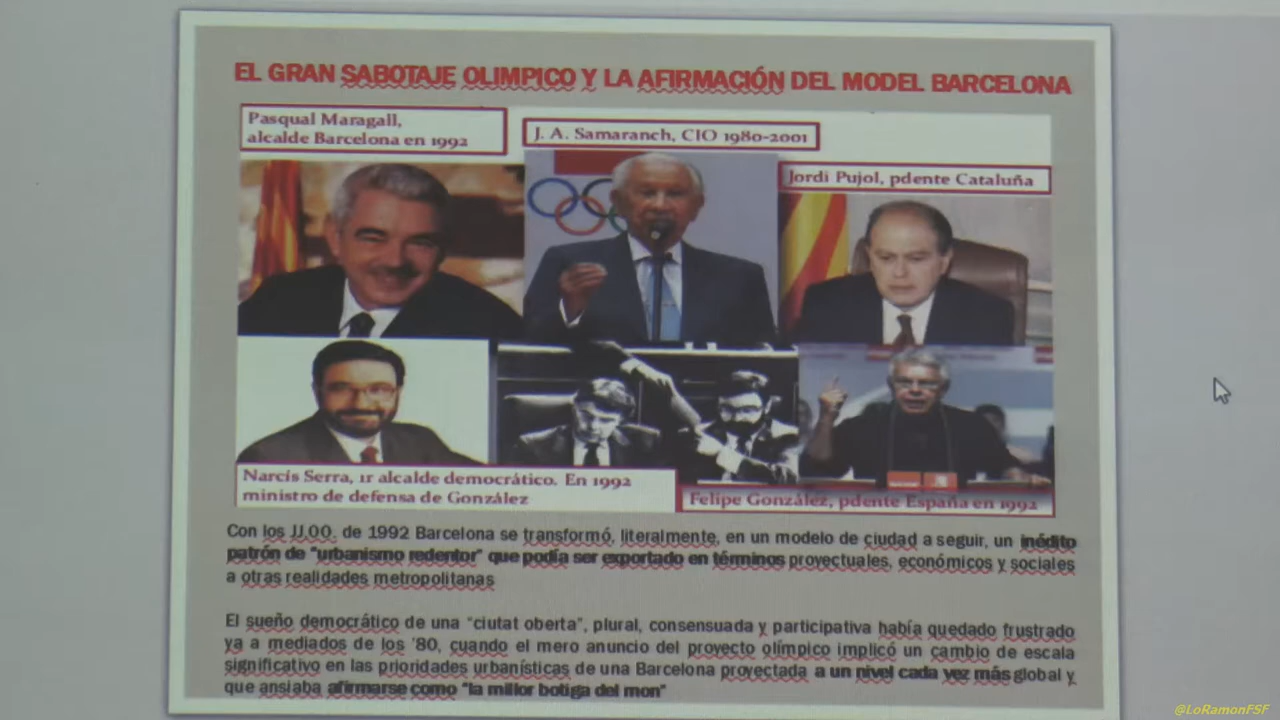 EL GRAN SABOTAJE OLIMPICO Y LA AFIRMACIÓN DEL MODEL BARCELONA
Pasqual Maragall,
alcalde Barcelona en 1992
J. A. Samaranch, CIO 1980-2001
Jordi Pujol, pdente Cataluña
Narcís Serra, 1r alcalde democrático. En 1992
ministro de defensa de González
Felipe González, pdente España en 1992
Con los JJ.OO. de 1992 Barcelona se transformó, literalmente, en un modelo de ciudad a seguir, un inédito
patrón de "urbanismo redentor" que podía ser exportado en términos proyectuales, económicos y sociales
a otras realidades metropolitanas
El sueño democrático de una "ciutat oberta", plural, consensuada y participativa había quedado frustrado
ya a mediados de los '80, cuando el mero anuncio del proyecto olímpico implicó un cambio de escala
significativo en las prioridades urbanísticas de una Barcelona proyectada a un nivel cada vez más global y
que ansiaba afirmarse como "la millor botiga del mon"
@LoRamonFSF